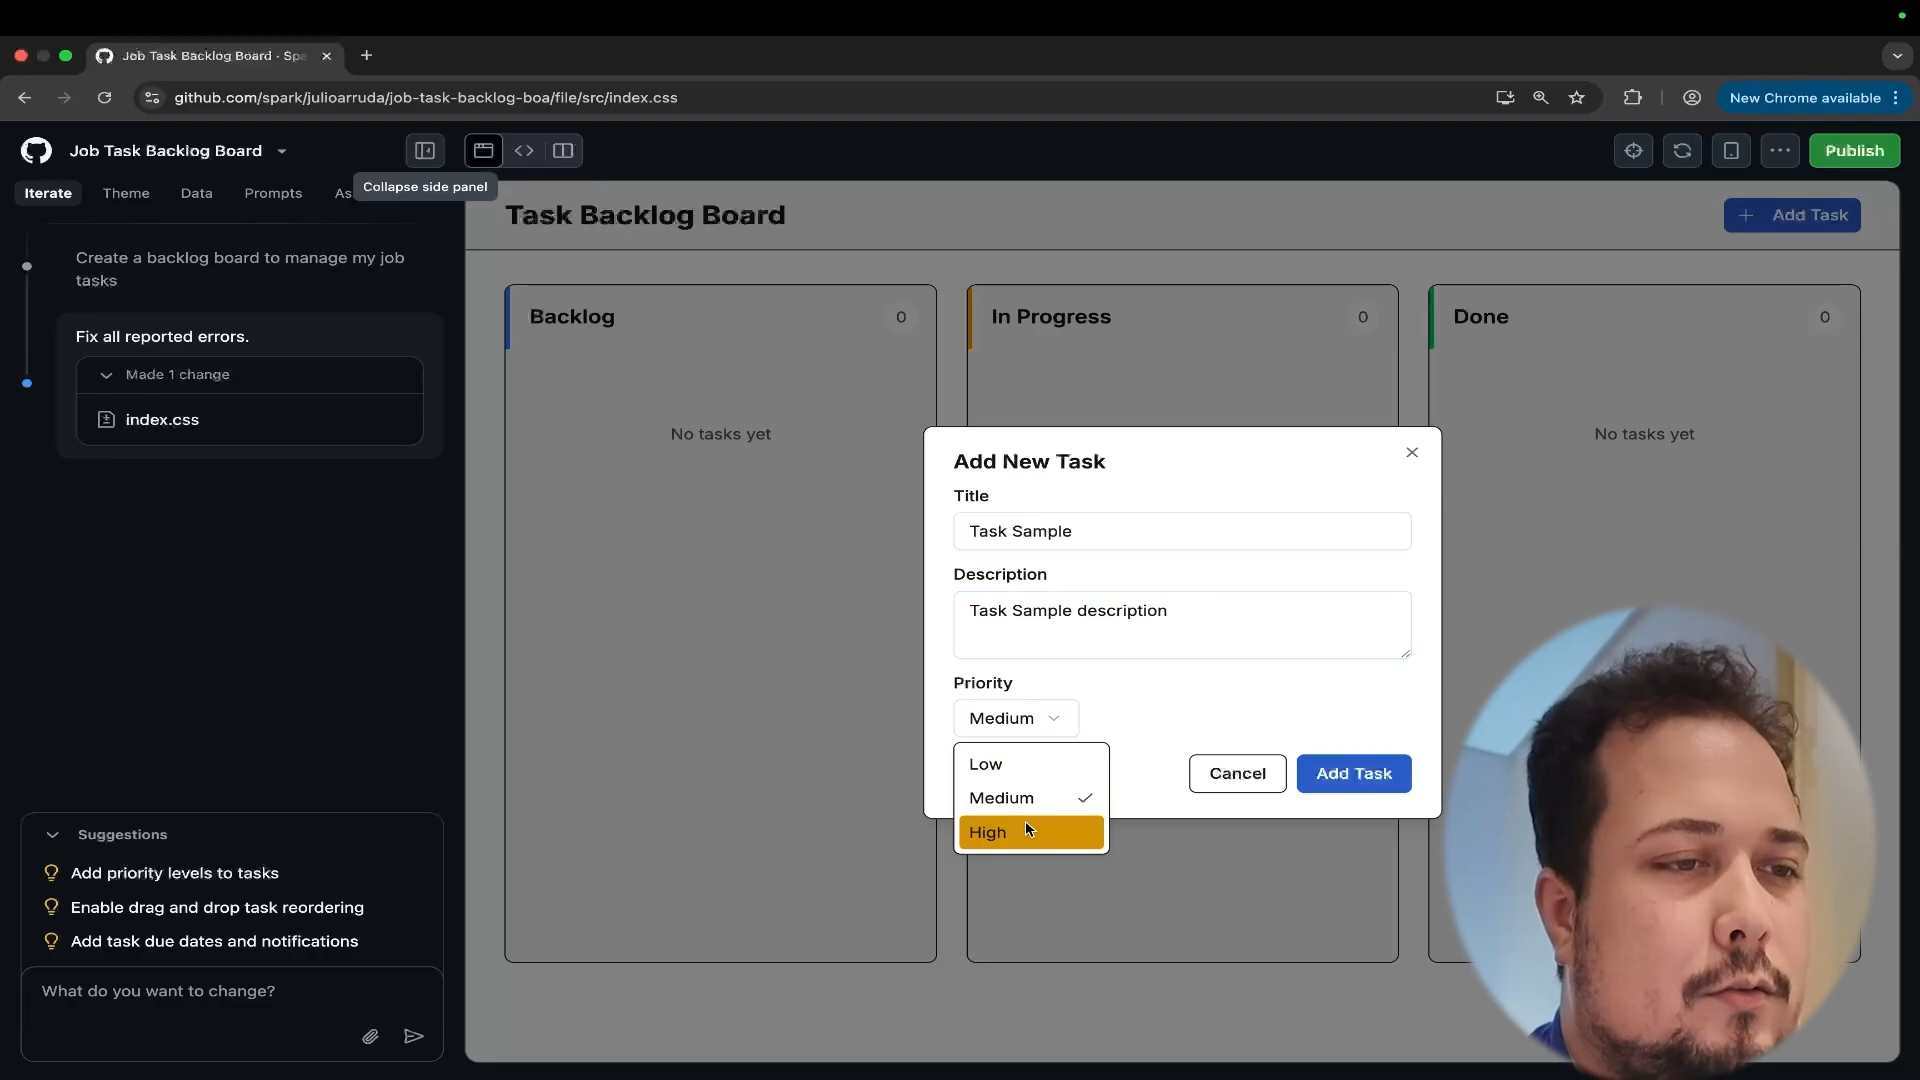 Job Task Backlog Board - Spa
github.com/spark/julioarruda/job-task-backlog-boa/file/src/index.css
New Chrome available
Job Task Backlog Board
Publish
Collapse side panel
Iterate
Theme
Data
Prompts
As
Task Backlog Board
Add Task
Create a backlog board to manage my job
tasks
Fix all reported errors.
Made 1 change
index.css
Backlog
0
In Progress
0
Done
0
No tasks yet
No tasks yet
Add New Task
Title
Task Sample
Description
Task Sample description
Priority
Medium
Low
Medium
High
Cancel
Add Task
Suggestions
Add priority levels to tasks
Enable drag and drop task reordering
Add task due dates and notifications
What do you want to change?